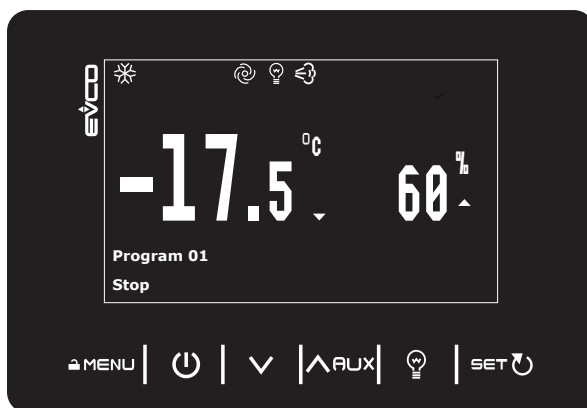 EVCO
-17.5 °C
60 %
Program 01
Stop
MENU
AUX
SET